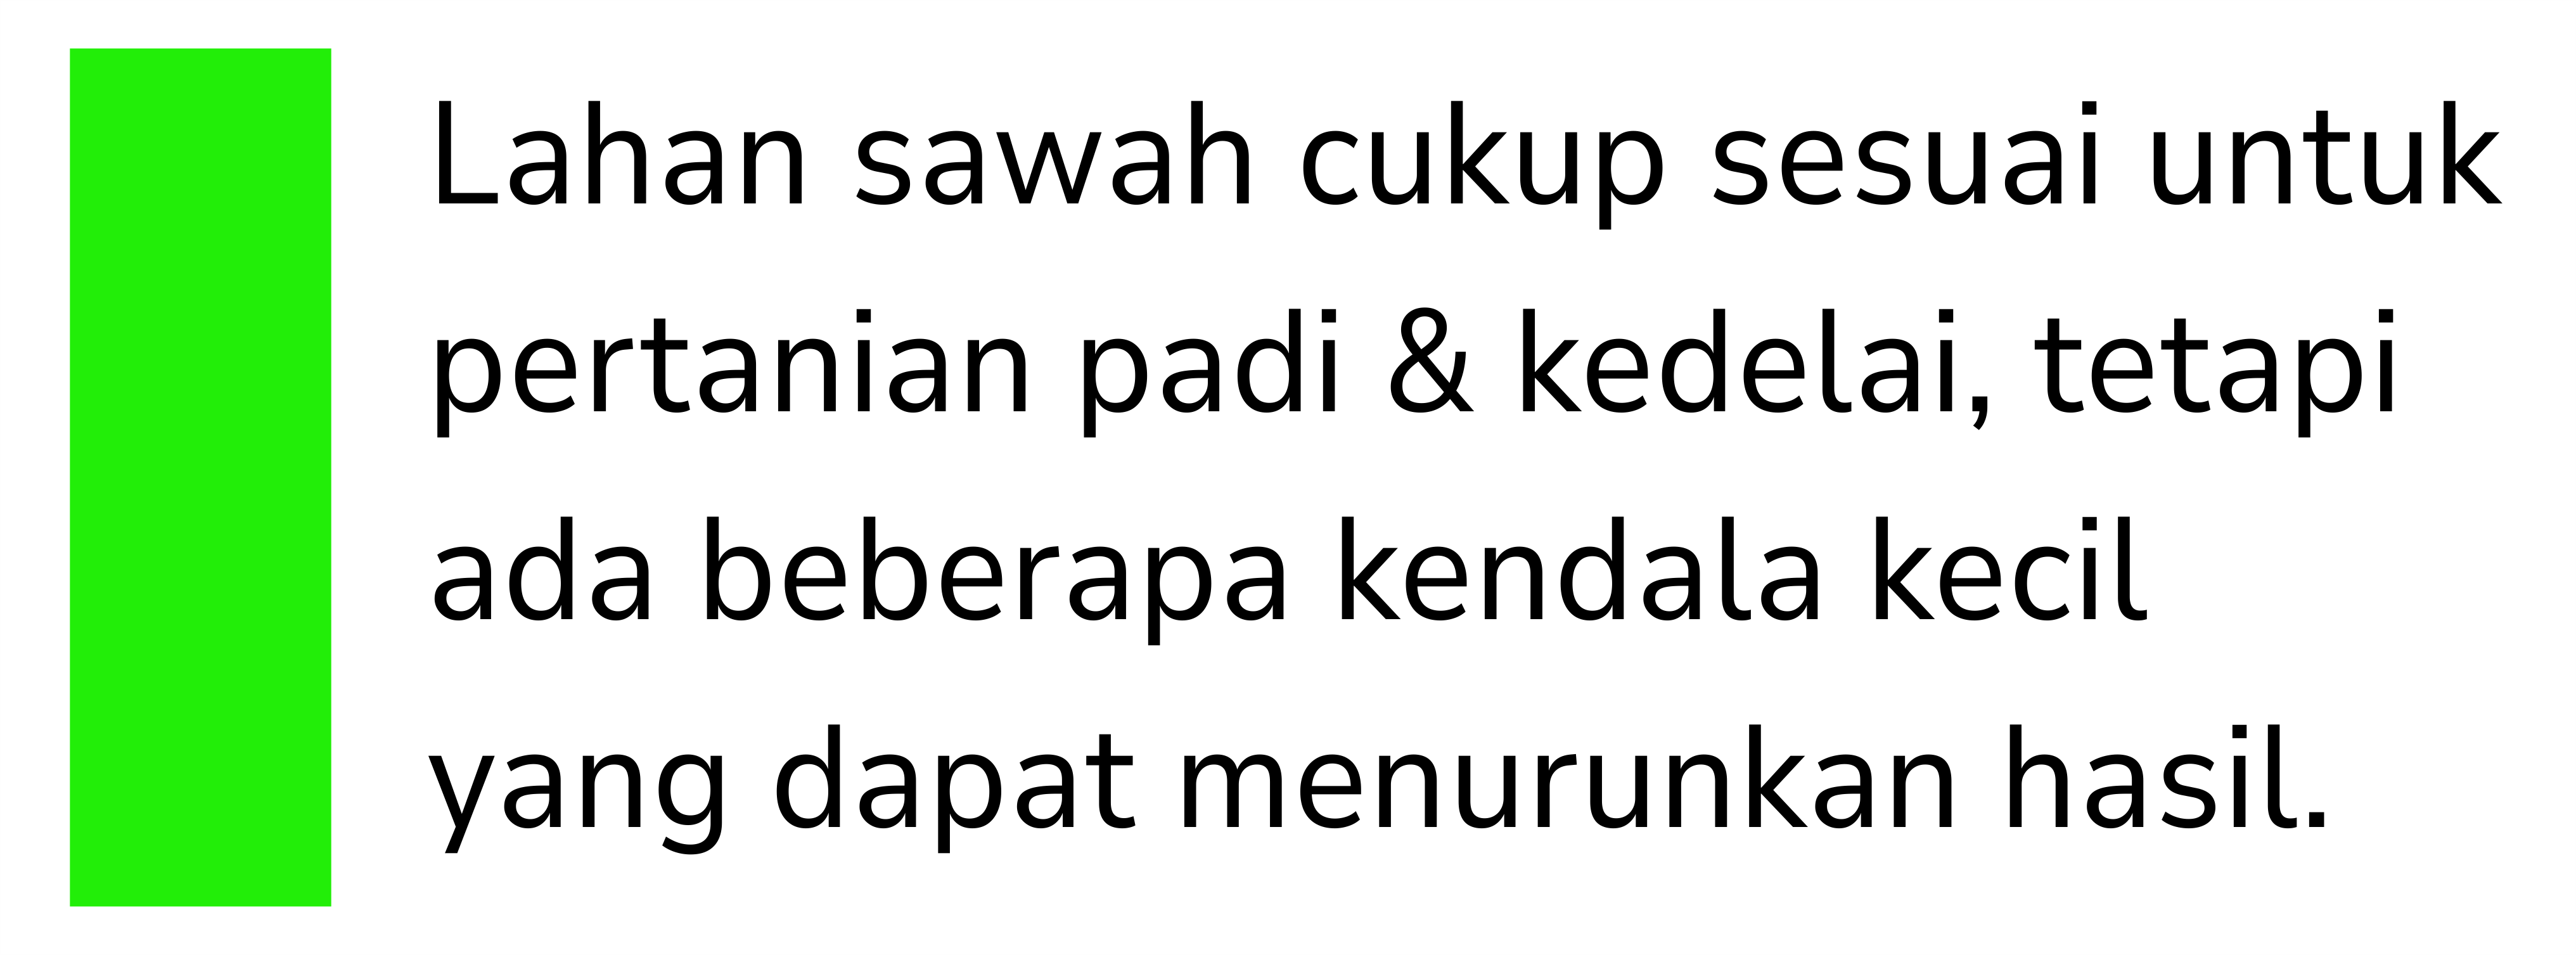 Lahan sawah cukup sesuai untuk
pertanian padi & kedelai, tetapi
ada beberapa kendala kecil
yang dapat menurunkan hasil.